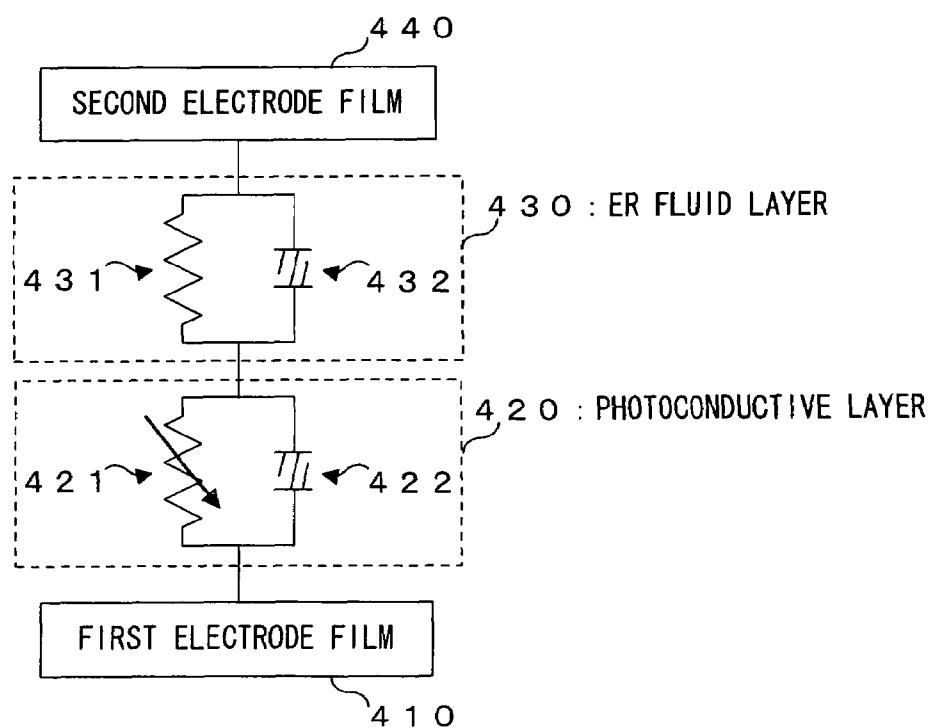 440
SECOND ELECTRODE FILM
430 : ER FLUID LAYER
431
432
420 : PHOTOCONDUCTIVE LAYER
421
422
FIRST ELECTRODE FILM
410